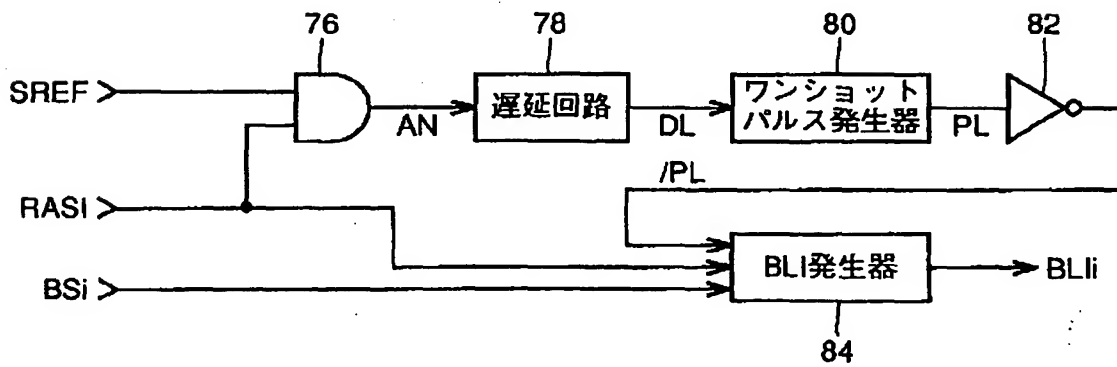 76
78
80
82
SREF
AN
遅延回路
DL
ワンショット
パルス発生器
PL
/PL
RASI
BSi
BLI発生器
BLIi
84